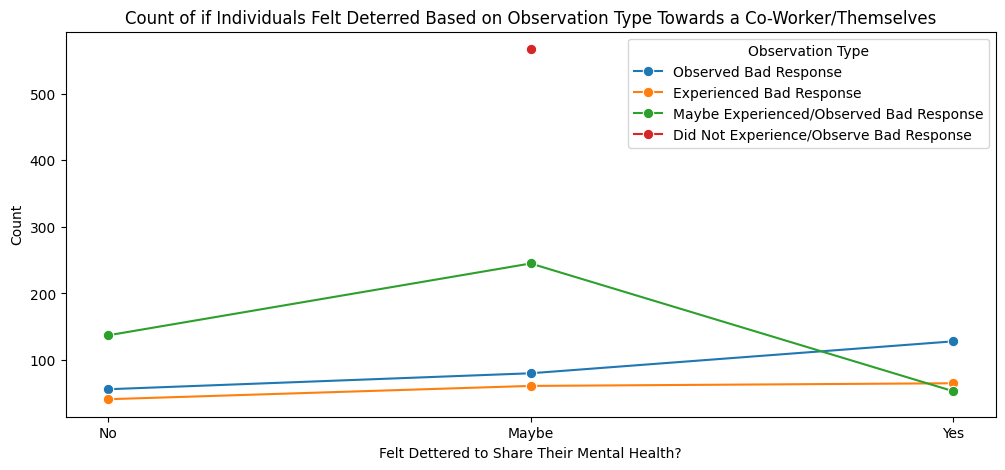 Count of if Individuals Felt Deterred Based on Observation Type Towards a Co-Worker/Themselves
Observation Type
Observed Bad Response
Experienced Bad Response
Maybe Experienced/Observed Bad Response
Did Not Experience/Observe Bad Response
Count
500
400
300
200
100
No
Maybe
Yes
Felt Dettered to Share Their Mental Health?